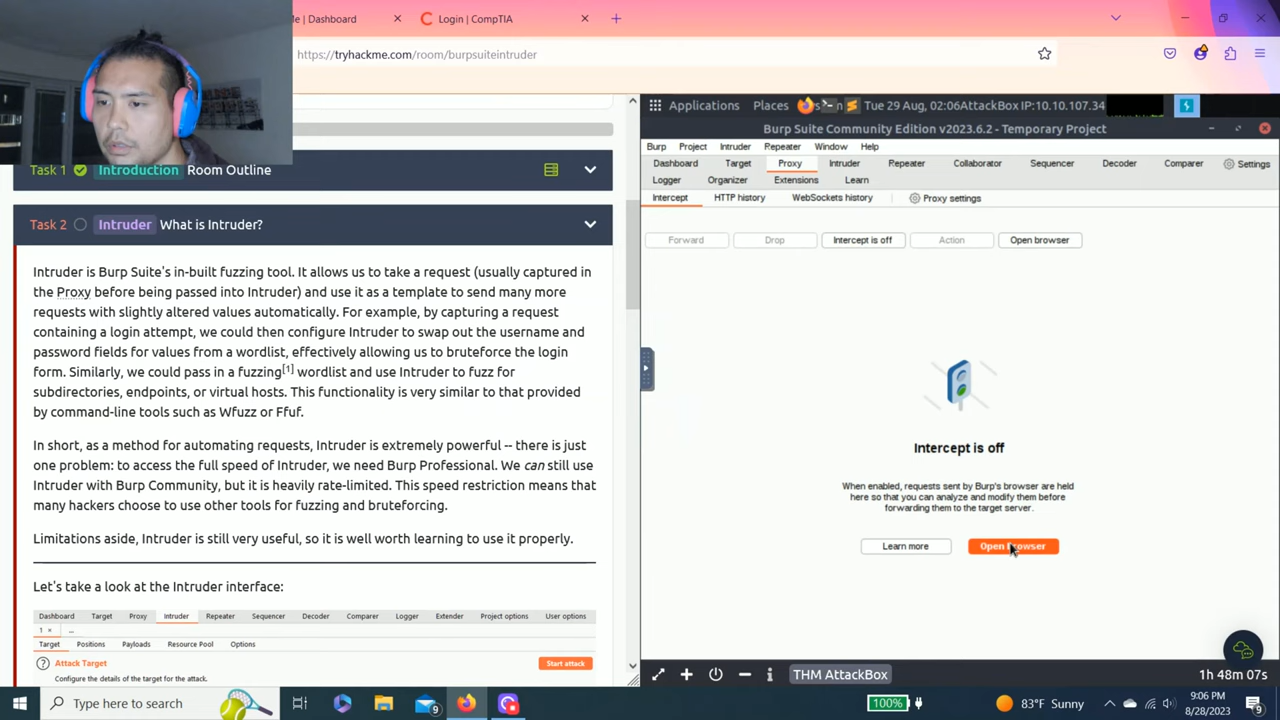 Me | Dashboard
Login | CompTIA
https://tryhackme.com/room/burpsuiteintruder
Task 1
Introduction
Room Outline
Task 2
Intruder
What is Intruder?
Intruder is Burp Suite's in-built fuzzing tool. It allows us to take a request (usually captured in
the Proxy before being passed into Intruder) and use it as a template to send many more
requests with slightly altered values automatically. For example, by capturing a request
containing a login attempt, we could then configure Intruder to swap out the username and
password fields for values from a wordlist, effectively allowing us to bruteforce the login
form. Similarly, we could pass in a fuzzing[1] wordlist and use Intruder to fuzz for
subdirectories, endpoints, or virtual hosts. This functionality is very similar to that provided
by command-line tools such as Wfuzz or Ffuf.
In short, as a method for automating requests, Intruder is extremely powerful -- there is just
one problem: to access the full speed of Intruder, we need Burp Professional. We can still use
Intruder with Burp Community, but it is heavily rate-limited. This speed restriction means that
many hackers choose to use other tools for fuzzing and bruteforcing.
Limitations aside, Intruder is still very useful, so it is well worth learning to use it properly.
Let's take a look at the Intruder interface:
Dashboard Target Proxy Intruder Repeater Sequencer Decoder Comparer Logger Extender Project options User options
1 × ...
Target Positions Payloads Resource Pool Options
? Attack Target
Start attack
Configure the details of the target for the attack.
Applications Places
Tue 29 Aug, 02:06 AttackBox IP:10.10.107.34
Burp Suite Community Edition v2023.6.2 - Temporary Project
Burp Project Intruder Repeater Window Help
Dashboard Target Proxy Intruder Repeater Collaborator Sequencer Decoder Comparer Settings
Logger Organizer Extensions Learn
Intercept HTTP history WebSockets history Proxy settings
Forward Drop Intercept is off Action Open browser
Intercept is off
When enabled, requests sent by Burp's browser are held
here so that you can analyze and modify them before
forwarding them to the target server.
Learn more
Open browser
THM AttackBox
1h 48m 07s
Type here to search
9
100%
83°F Sunny
9:06 PM
8/28/2023
9